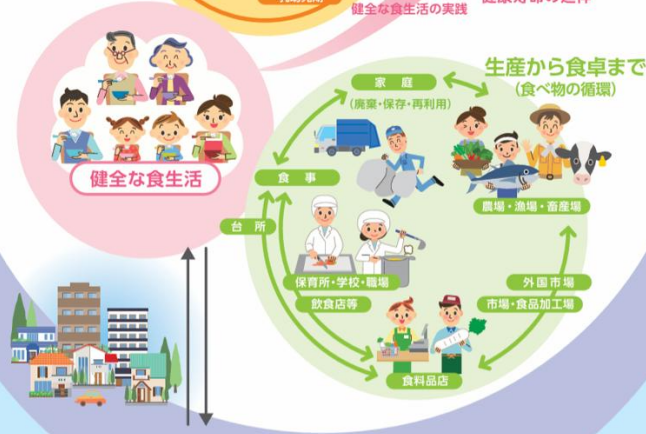 健全な食生活の実践
生産から食卓まで
(食べ物の循環)
家庭
(廃棄・保存・再利用)
食事
健全な食生活
農場・漁場・畜産場
台所
保育所・学校・職場
飲食店等
外国市場
市場・食品加工場
食料品店